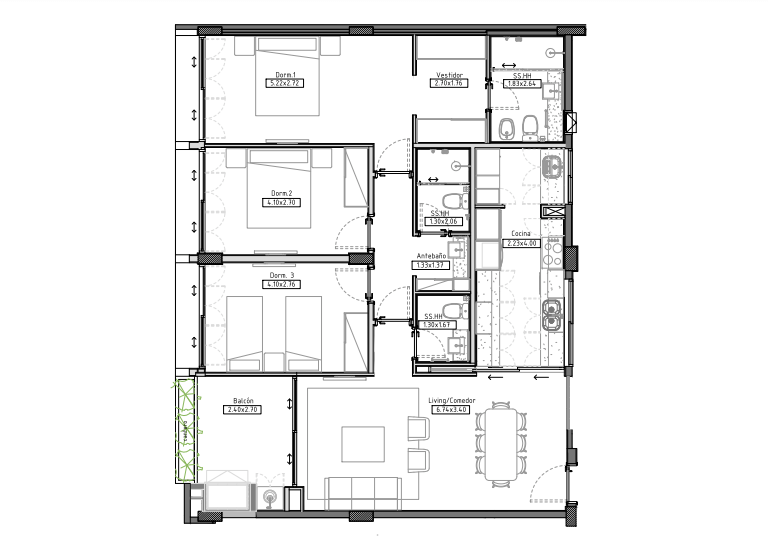 Dorm.1
5.22x2.72
Vestidor
2.70x1.76
SS.HH
1.83x2.64
Dorm.2
4.10x2.70
SS.HH
1.30x2.06
Cocina
2.23x4.00
Antebaño
1.33x1.37
Dorm. 3
4.10x2.76
SS.HH
1.30x1.67
Balcón
2.40x2.70
Living/Comedor
6.74x3.40